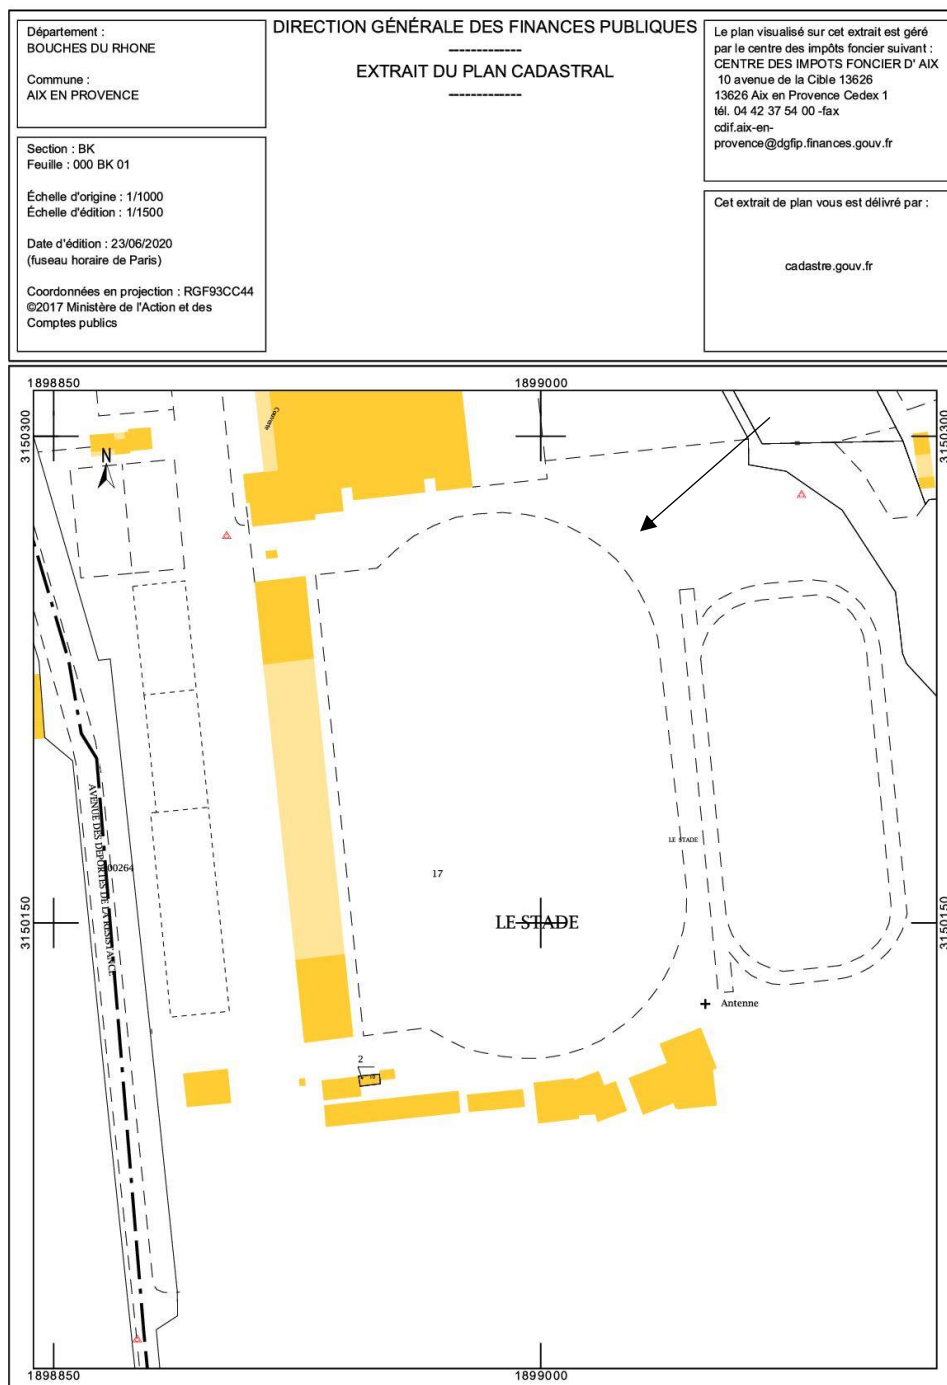 Département :
BOUCHES DU RHONE
Commune :
AIX EN PROVENCE
Section : BK
Feuille : 000 BK 01
Échelle d'origine : 1/1000
Échelle d'édition : 1/1500
Date d'édition : 23/06/2020
(fuseau horaire de Paris)
Coordonnées en projection : RGF93CC44
©2017 Ministère de l'Action et des
Comptes publics
DIRECTION GÉNÉRALE DES FINANCES PUBLIQUES
-------------
EXTRAIT DU PLAN CADASTRAL
-------------
Le plan visualisé sur cet extrait est géré
par le centre des impôts foncier suivant :
CENTRE DES IMPOTS FONCIER D' AIX
10 avenue de la Cible 13626
13626 Aix en Provence Cedex 1
tél. 04 42 37 54 00 -fax
cdif.aix-en-
provence@dgfip.finances.gouv.fr
Cet extrait de plan vous est délivré par :
cadastre.gouv.fr
1898850
1899000
3150300
3150300
Couverte
N
AVENUE DES DEPORTES DE LA RESISTANCE
LE STADE
17
LE STADE
3150150
3150150
Antenne
2
1898850
1899000